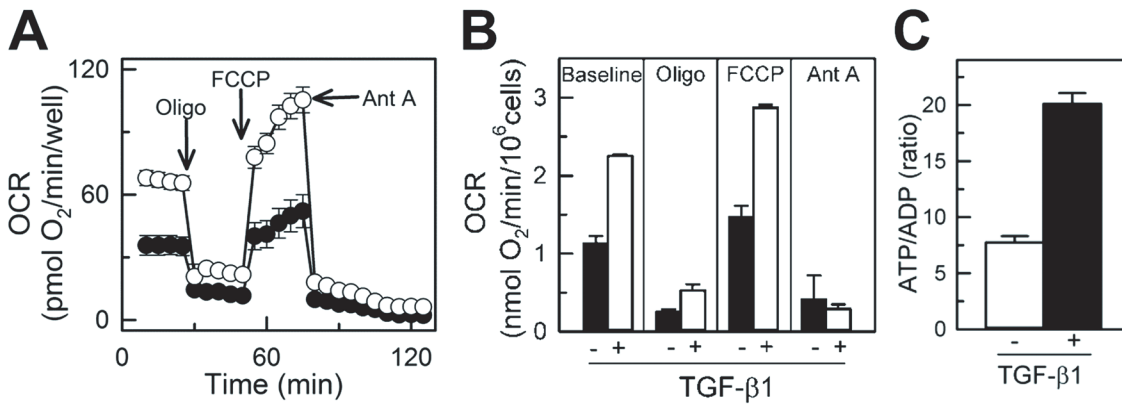 A
OCR
(pmol O2/min/well)
120
60
0
Oligo
FCCP
Ant A
0
60
120
Time (min)
B
OCR
(nmol O2/min/10^6cells)
3
2
1
0
Baseline
Oligo
FCCP
Ant A
- + - + - + - +
TGF-β1
C
ATP/ADP (ratio)
20
15
10
5
0
- +
TGF-β1